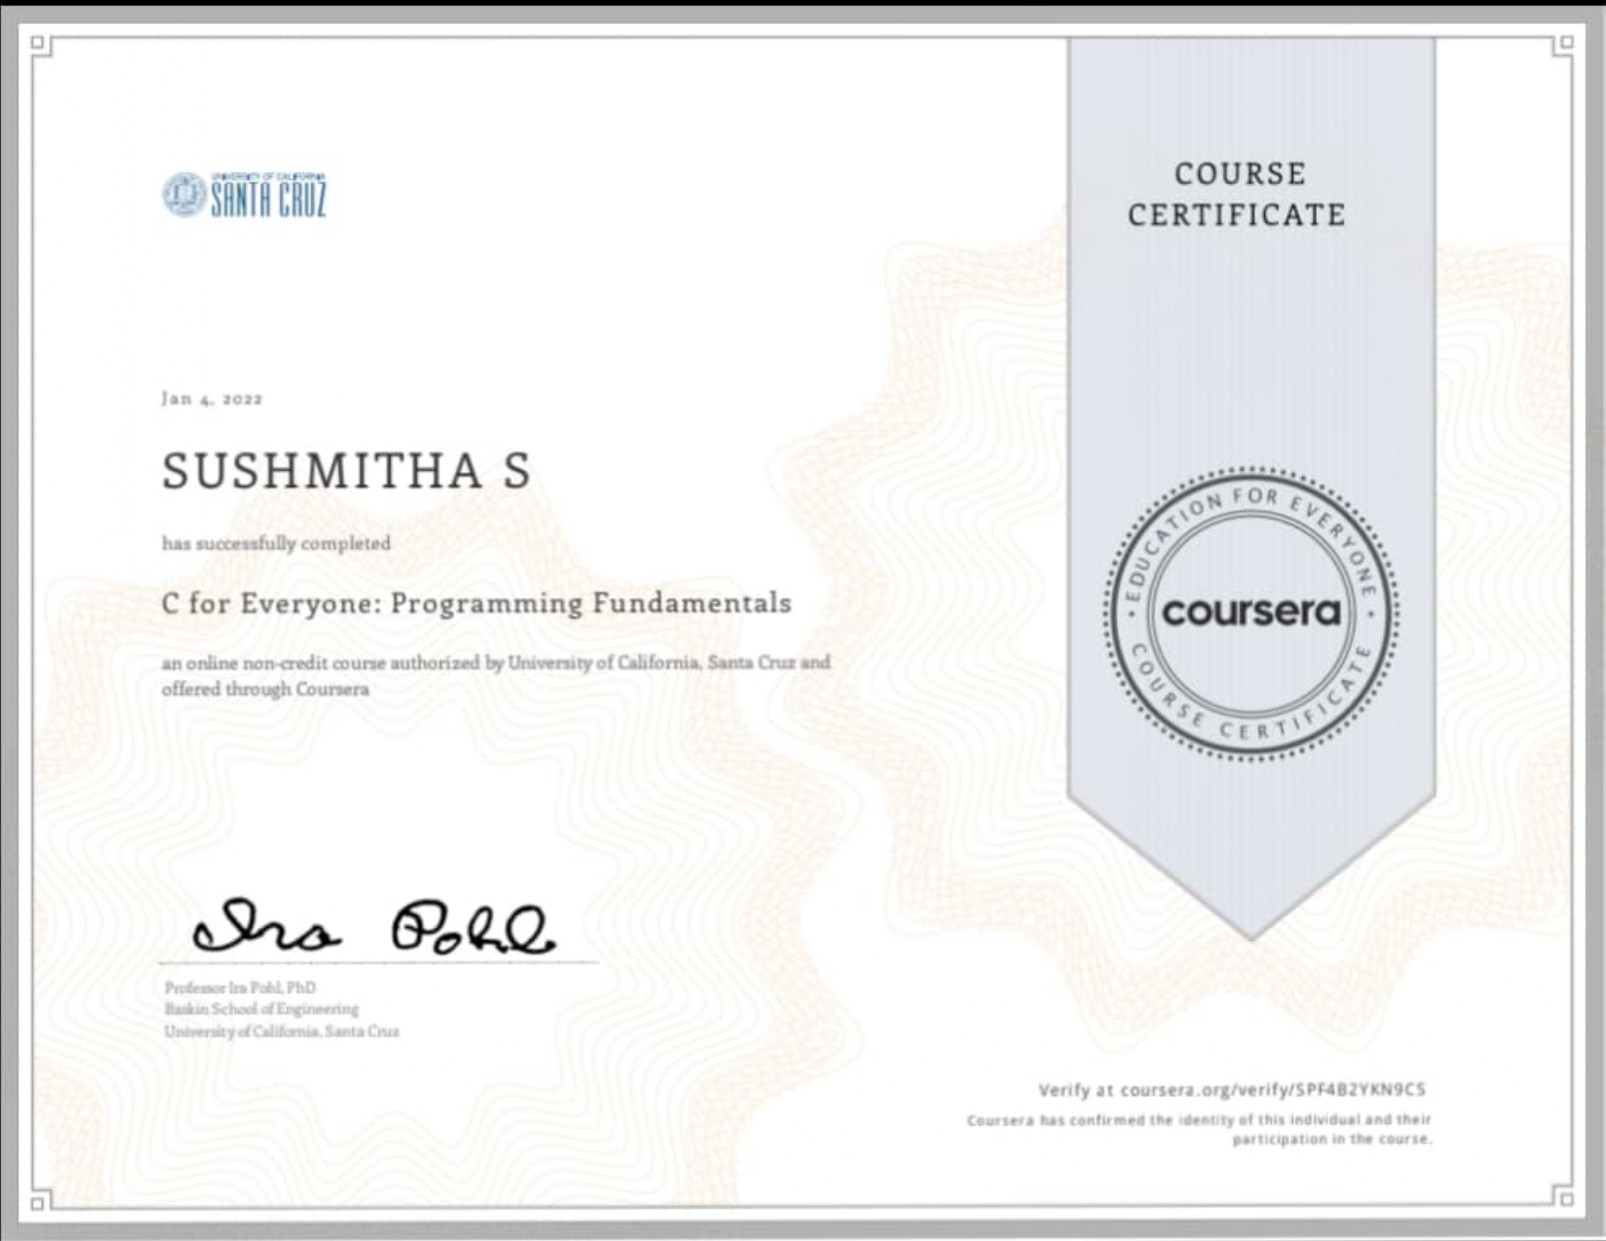 UNIVERSITY OF CALIFORNIA
SANTA CRUZ
COURSE
CERTIFICATE
Jan 4, 2022
SUSHMITHA S
has successfully completed
C for Everyone: Programming Fundamentals
an online non-credit course authorized by University of California, Santa Cruz and
offered through Coursera
EDUCATION FOR EVERYONE
coursera
COURSE CERTIFICATE
Ira Pohl
Professor Ira Pohl, PhD
Baskin School of Engineering
University of California, Santa Cruz
Verify at coursera.org/verify/SPF4B2YKN9CS
Coursera has confirmed the identity of this individual and their
participation in the course.